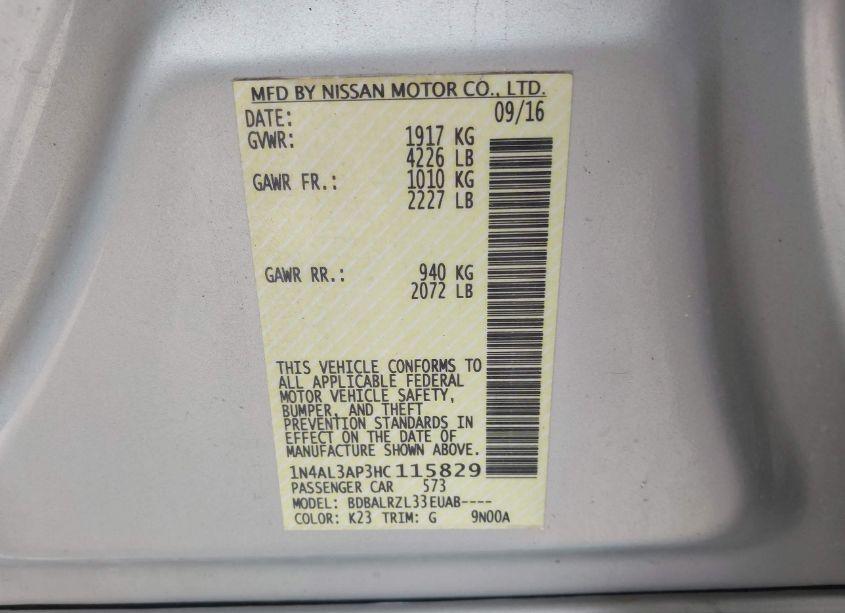 MFD BY NISSAN MOTOR CO., LTD.
DATE: 09/16
GVWR: 1917 KG
4226 LB
GAWR FR.: 1010 KG
2227 LB
GAWR RR.: 940 KG
2072 LB
THIS VEHICLE CONFORMS TO
ALL APPLICABLE FEDERAL
MOTOR VEHICLE SAFETY,
BUMPER, AND THEFT
PREVENTION STANDARDS IN
EFFECT ON THE DATE OF
MANUFACTURE SHOWN ABOVE.
1N4AL3AP3HC115829
PASSENGER CAR 573
MODEL: BDBALRZL33EUAB----
COLOR: K23 TRIM: G 9N00A